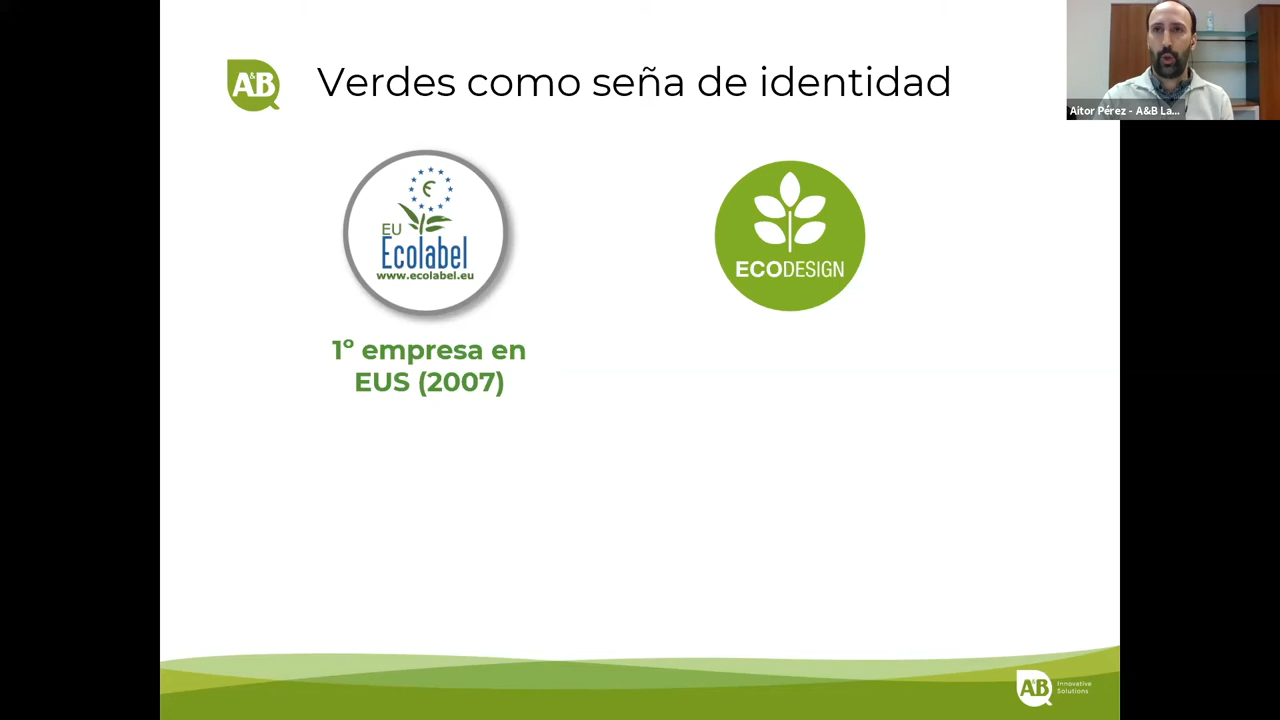 A&B
Verdes como seña de identidad
Aitor Pérez - A&B La...
EU
Ecolabel
www.ecolabel.eu
ECODESIGN
1º empresa en
EUS (2007)
A&B
Innovative
Solutions